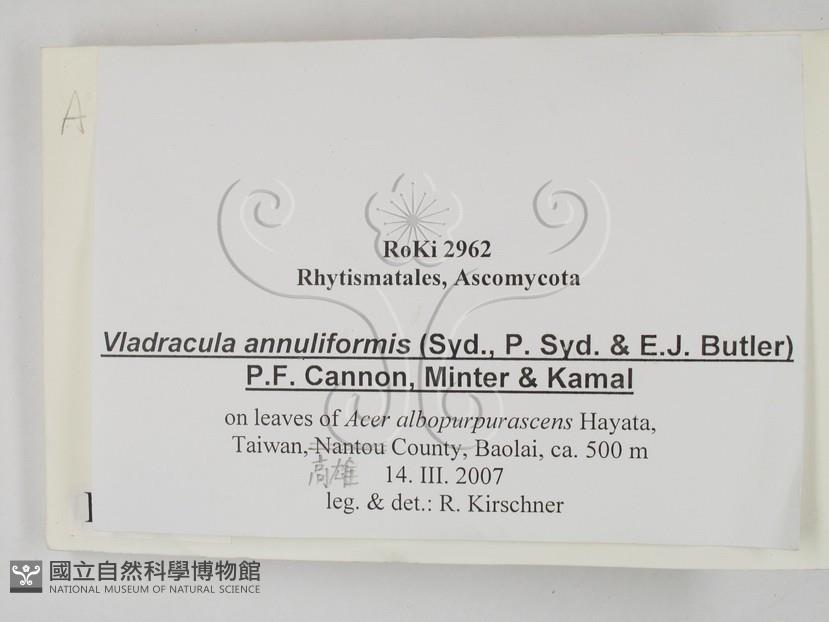 A
RoKi 2962
Rhytismatales, Ascomycota
Vladracula annuliformis (Syd., P. Syd. & E.J. Butler)
P.F. Cannon, Minter & Kamal
on leaves of Acer albopurpurascens Hayata,
Taiwan, Nantou County, Baolai, ca. 500 m
高雄 14. III. 2007
leg. & det.: R. Kirschner
國立自然科學博物館
NATIONAL MUSEUM OF NATURAL SCIENCE